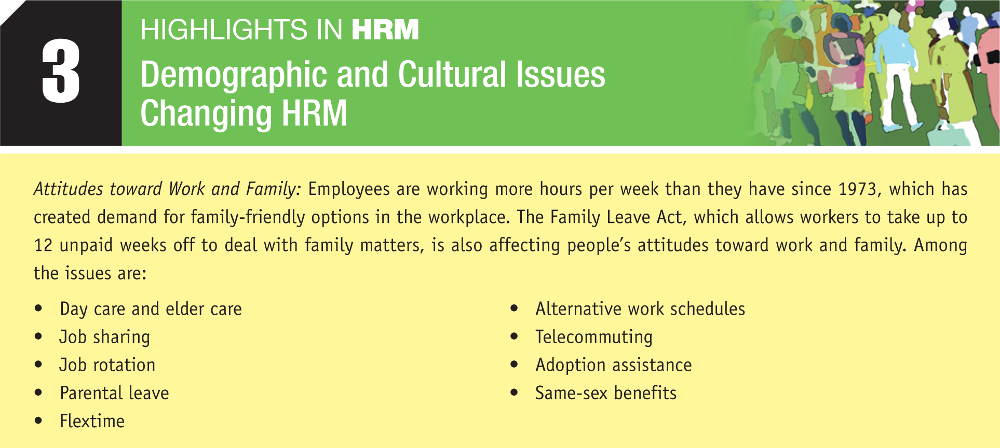 3
HIGHLIGHTS IN HRM
Demographic and Cultural Issues
Changing HRM
Attitudes toward Work and Family: Employees are working more hours per week than they have since 1973, which has
created demand for family-friendly options in the workplace. The Family Leave Act, which allows workers to take up to
12 unpaid weeks off to deal with family matters, is also affecting people’s attitudes toward work and family. Among
the issues are:
• Day care and elder care
• Job sharing
• Job rotation
• Parental leave
• Flextime
• Alternative work schedules
• Telecommuting
• Adoption assistance
• Same-sex benefits